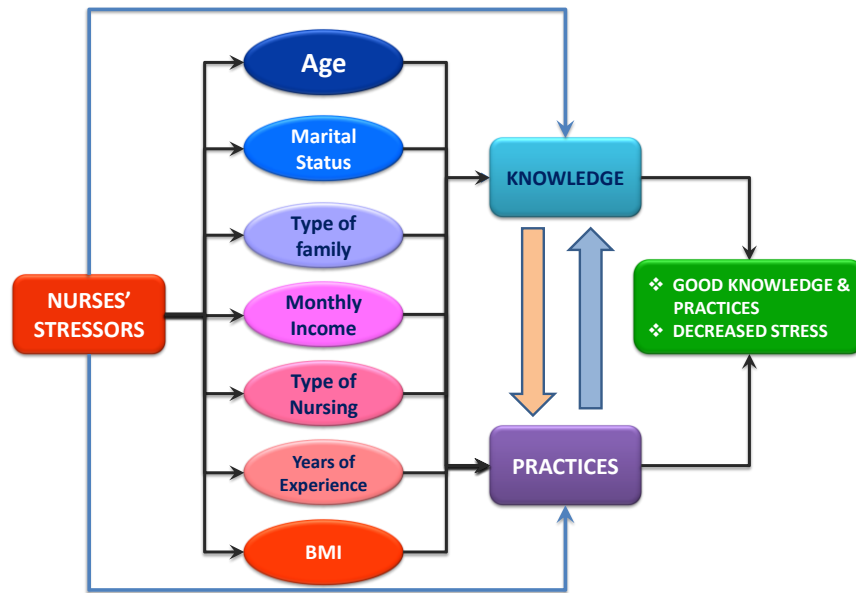 Age
Marital
Status
Type of
family
Monthly
Income
Type of
Nursing
Years of
Experience
BMI
NURSES’
STRESSORS
KNOWLEDGE
PRACTICES
❖ GOOD KNOWLEDGE &
PRACTICES
❖ DECREASED STRESS